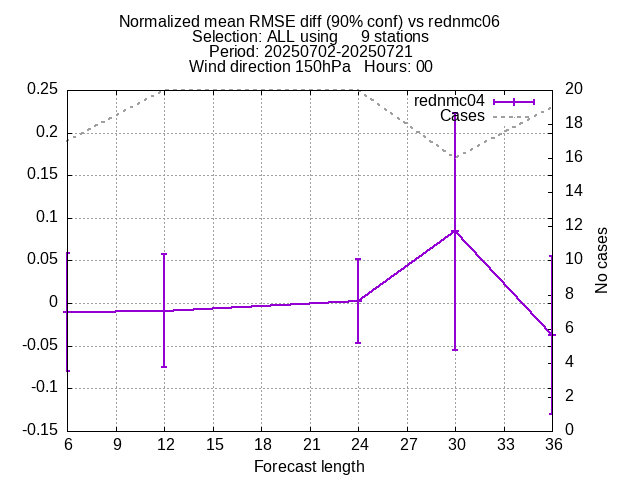 Normalized mean RMSE diff (90% conf) vs rednmc06
Selection: ALL using     9 stations
Period: 20250702-20250721
Wind direction 150hPa   Hours: 00
0.25
0.2
0.15
0.1
0.05
0
-0.05
-0.1
-0.15
rednmc04
Cases
20
18
16
14
12
10
8
6
4
2
0
No cases
6 9 12 15 18 21 24 27 30 33 36
Forecast length